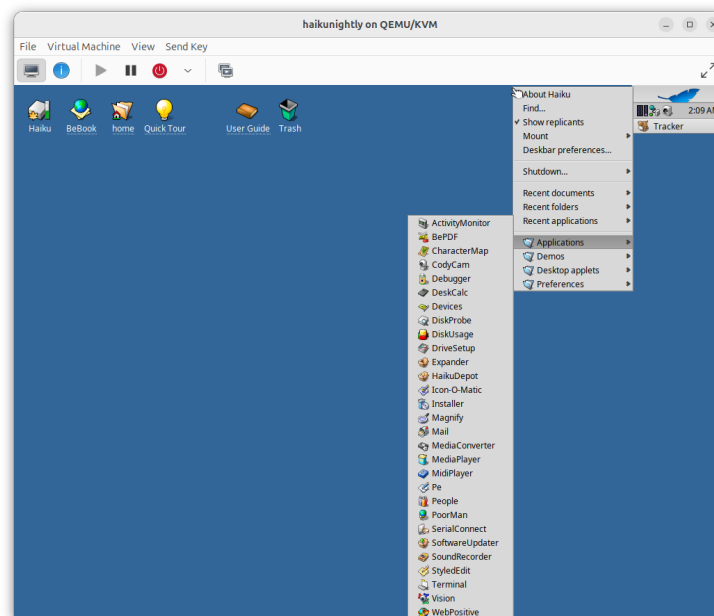 haikunightly on QEMU/KVM
File Virtual Machine View Send Key
Haiku BeBook home Quick Tour User Guide Trash
About Haiku
Find...
Show replicants
Mount
Deskbar preferences...
Shutdown...
Recent documents
Recent folders
Recent applications
Applications
Demos
Desktop applets
Preferences
2:09 AM
Tracker
ActivityMonitor
BePDF
CharacterMap
CodyCam
Debugger
DeskCalc
Devices
DiskProbe
DiskUsage
DriveSetup
Expander
HaikuDepot
Icon-O-Matic
Installer
Magnify
Mail
MediaConverter
MediaPlayer
MidiPlayer
Pe
People
PoorMan
SerialConnect
SoftwareUpdater
SoundRecorder
StyledEdit
Terminal
Vision
WebPositive